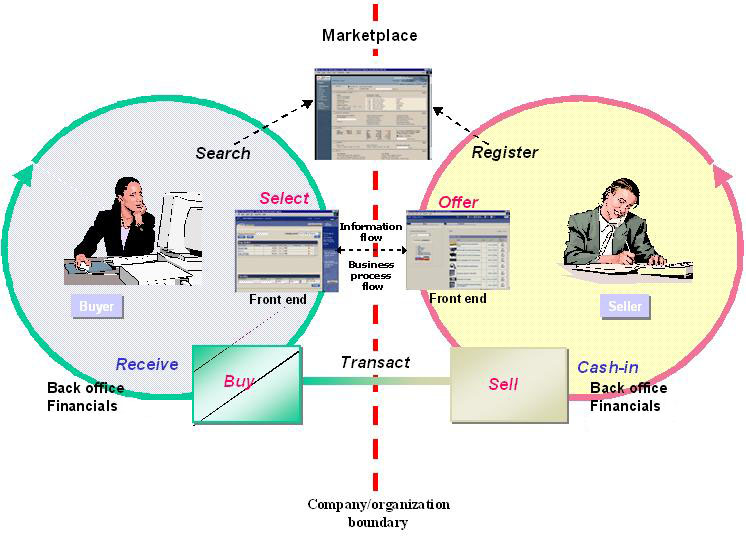 Marketplace
Search
Register
Select
Offer
Information
flow
Business
process
flow
Front end
Front end
Buyer
Seller
Receive
Transact
Cash-in
Buy
Sell
Back office
Financials
Back office
Financials
Company/organization
boundary